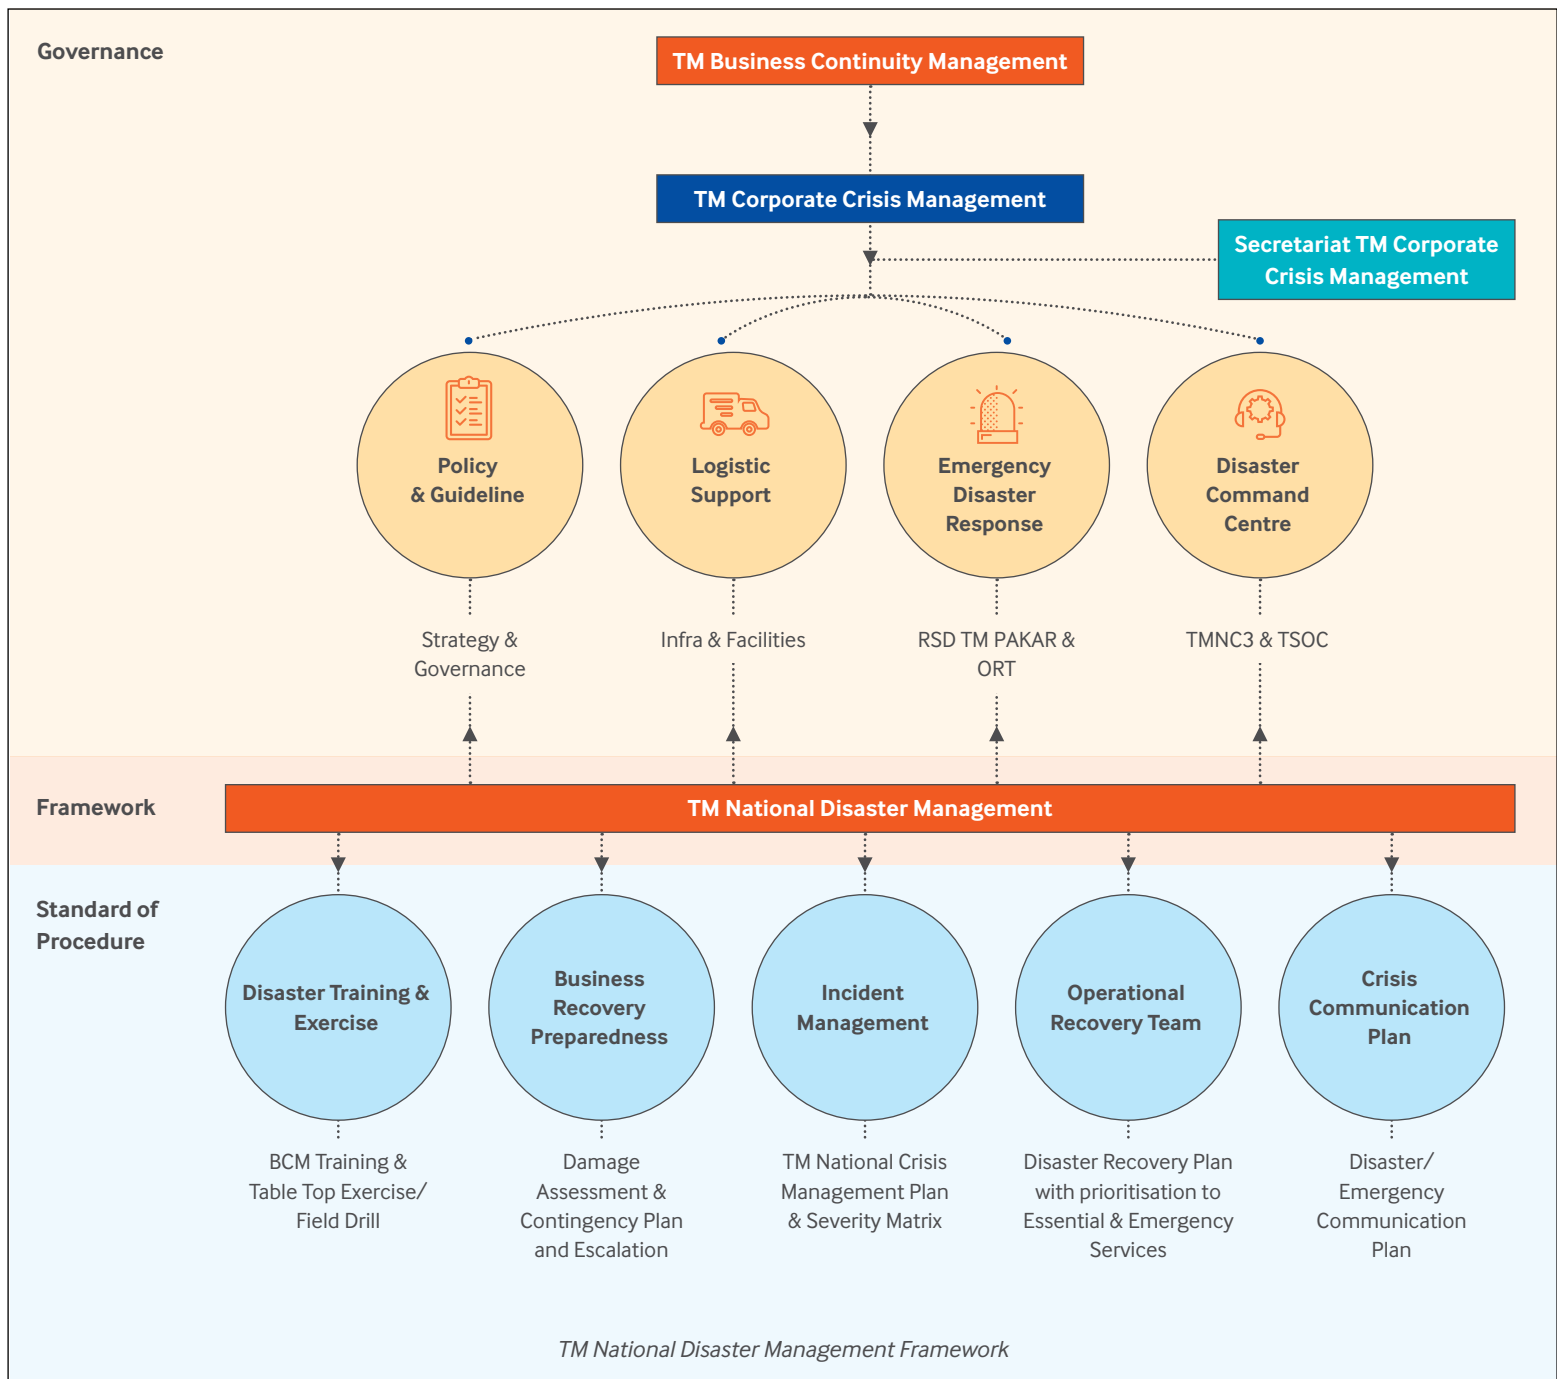 Governance
TM Business Continuity Management
TM Corporate Crisis Management
Secretariat TM Corporate
Crisis Management
Policy
& Guideline
Logistic
Support
Emergency
Disaster
Response
Disaster
Command
Centre
Strategy &
Governance
Infra & Facilities
RSD TM PAKAR &
ORT
TMNC3 & TSOC
Framework
TM National Disaster Management
Standard of
Procedure
Disaster Training &
Exercise
Business
Recovery
Preparedness
Incident
Management
Operational
Recovery Team
Crisis
Communication
Plan
BCM Training &
Table Top Exercise/
Field Drill
Damage
Assessment &
Contingency Plan
and Escalation
TM National Crisis
Management Plan
& Severity Matrix
Disaster Recovery Plan
with prioritisation to
Essential & Emergency
Services
Disaster/
Emergency
Communication
Plan
TM National Disaster Management Framework